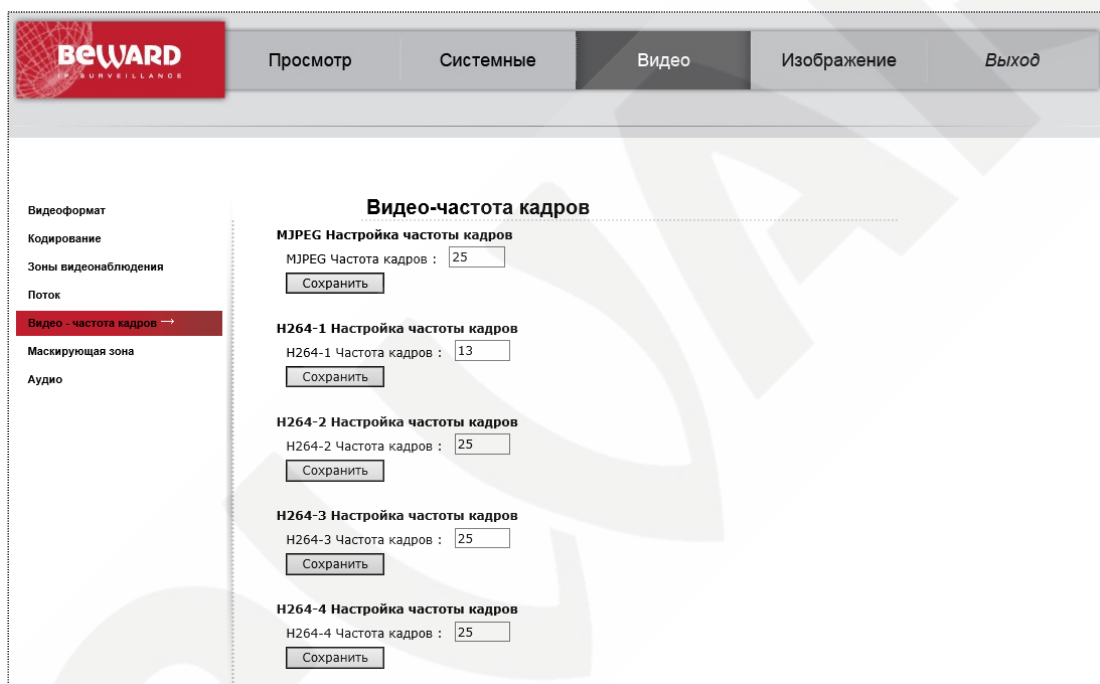 BEWARD
IP SURVEILLANCE
Просмотр
Системные
Видео
Изображение
Выход
Видеоформат
Кодирование
Зоны видеонаблюдения
Поток
Видео - частота кадров →
Маскирующая зона
Аудио
Видео-частота кадров
MJPEG Настройка частоты кадров
MJPEG Частота кадров : 25
Сохранить
H264-1 Настройка частоты кадров
H264-1 Частота кадров : 13
Сохранить
H264-2 Настройка частоты кадров
H264-2 Частота кадров : 25
Сохранить
H264-3 Настройка частоты кадров
H264-3 Частота кадров : 25
Сохранить
H264-4 Настройка частоты кадров
H264-4 Частота кадров : 25
Сохранить